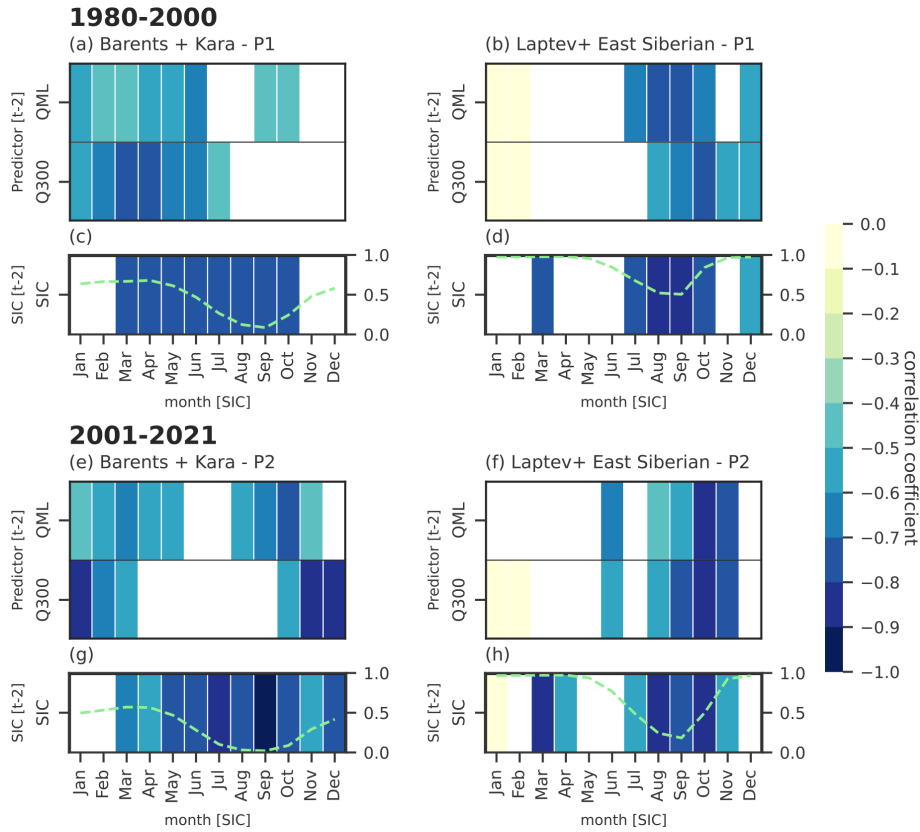 1980-2000
(a) Barents + Kara - P1
(b) Laptev+ East Siberian - P1
Predictor [t-2]
QML
Q300
Predictor [t-2]
QML
Q300
(c)
(d)
SIC [t-2]
SIC
1.0
0.5
0.0
SIC [t-2]
SIC
1.0
0.5
0.0
Jan Feb Mar Apr May Jun Jul Aug Sep Oct Nov Dec
Jan Feb Mar Apr May Jun Jul Aug Sep Oct Nov Dec
month [SIC]
month [SIC]
2001-2021
(e) Barents + Kara - P2
(f) Laptev+ East Siberian - P2
Predictor [t-2]
QML
Q300
Predictor [t-2]
QML
Q300
(g)
(h)
SIC [t-2]
SIC
1.0
0.5
0.0
SIC [t-2]
SIC
1.0
0.5
0.0
Jan Feb Mar Apr May Jun Jul Aug Sep Oct Nov Dec
Jan Feb Mar Apr May Jun Jul Aug Sep Oct Nov Dec
month [SIC]
month [SIC]
0.0
−0.1
−0.2
−0.3
−0.4
−0.5
−0.6
−0.7
−0.8
−0.9
−1.0
correlation coefficient